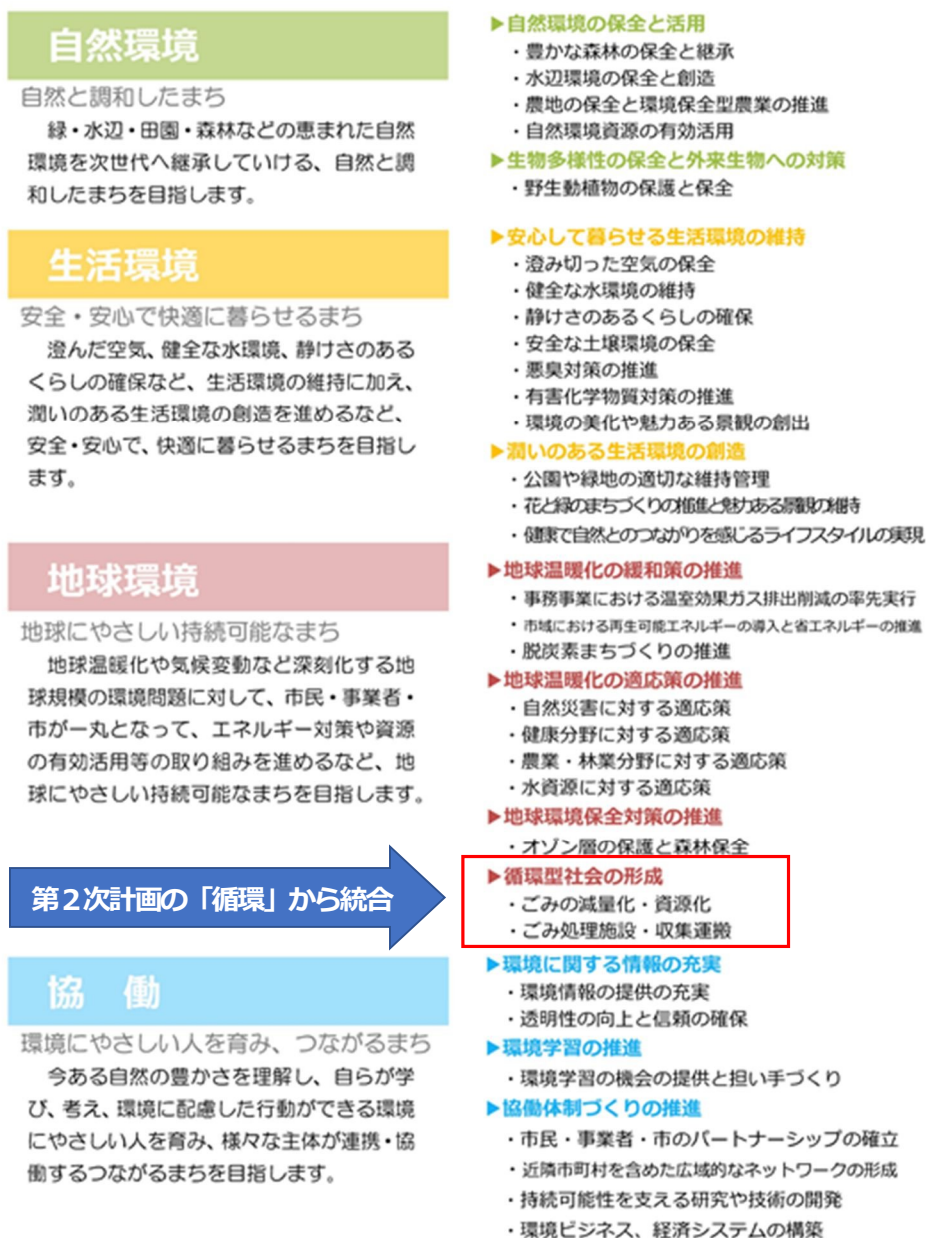 自然環境
自然と調和したまち
緑・水辺・田園・森林などの恵まれた自然
環境を次世代へ継承していける、自然と調
和したまちを目指します。
▶自然環境の保全と活用
・豊かな森林の保全と継承
・水辺環境の保全と創造
・農地の保全と環境保全型農業の推進
・自然環境資源の有効活用
▶生物多様性の保全と外来生物への対策
・野生動植物の保護と保全
生活環境
安全・安心で快適に暮らせるまち
澄んだ空気、健全な水環境、静けさのある
くらしの確保など、生活環境の維持に加え、
潤いのある生活環境の創造を進めるなど、
安全・安心で、快適に暮らせるまちを目指し
ます。
▶安心して暮らせる生活環境の維持
・澄み切った空気の保全
・健全な水環境の維持
・静けさのあるくらしの確保
・安全な土壌環境の保全
・悪臭対策の推進
・有害化学物質対策の推進
・環境の美化や魅力ある景観の創出
▶潤いのある生活環境の創造
・公園や緑地の適切な維持管理
・花と緑のまちづくりの推進と魅力ある景観の維持
・健康で自然とのつながりを感じるライフスタイルの実現
地球環境
地球にやさしい持続可能なまち
地球温暖化や気候変動など深刻化する地
球規模の環境問題に対して、市民・事業者・
市が一丸となって、エネルギー対策や資源
の有効活用等の取り組みを進めるなど、地
球にやさしい持続可能なまちを目指します。
▶地球温暖化の緩和策の推進
・事務事業における温室効果ガス排出削減の率先実行
・市域における再生可能エネルギーの導入と省エネルギーの推進
・脱炭素まちづくりの推進
▶地球温暖化の適応策の推進
・自然災害に対する適応策
・健康分野に対する適応策
・農業・林業分野に対する適応策
・水資源に対する適応策
▶地球環境保全対策の推進
・オゾン層の保護と森林保全
第２次計画の「循環」から統合
▶循環型社会の形成
・ごみの減量化・資源化
・ごみ処理施設・収集運搬
協　働
環境にやさしい人を育み、つながるまち
今ある自然の豊かさを理解し、自らが学
び、考え、環境に配慮した行動ができる環境
にやさしい人を育み、様々な主体が連携・協
働するつながるまちを目指します。
▶環境に関する情報の充実
・環境情報の提供の充実
・透明性の向上と信頼の確保
▶環境学習の推進
・環境学習の機会の提供と担い手づくり
▶協働体制づくりの推進
・市民・事業者・市のパートナーシップの確立
・近隣市町村を含めた広域的なネットワークの形成
・持続可能性を支える研究や技術の開発
・環境ビジネス、経済システムの構築